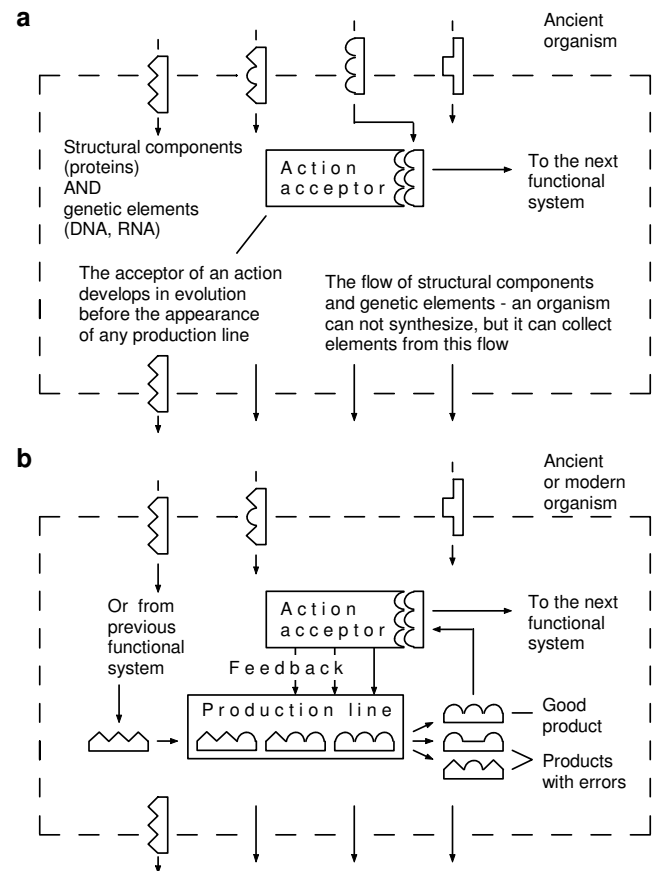 a
Ancient
organism
Structural components
(proteins)
AND
genetic elements
(DNA, RNA)
Action
acceptor
To the next
functional
system
The acceptor of an action
develops in evolution
before the appearance
of any production line
The flow of structural components
and genetic elements - an organism
can not synthesize, but it can collect
elements from this flow
b
Ancient
or modern
organism
Or from
previous
functional
system
Action
acceptor
To the next
functional
system
Feedback
Production line
Good
product
Products
with errors